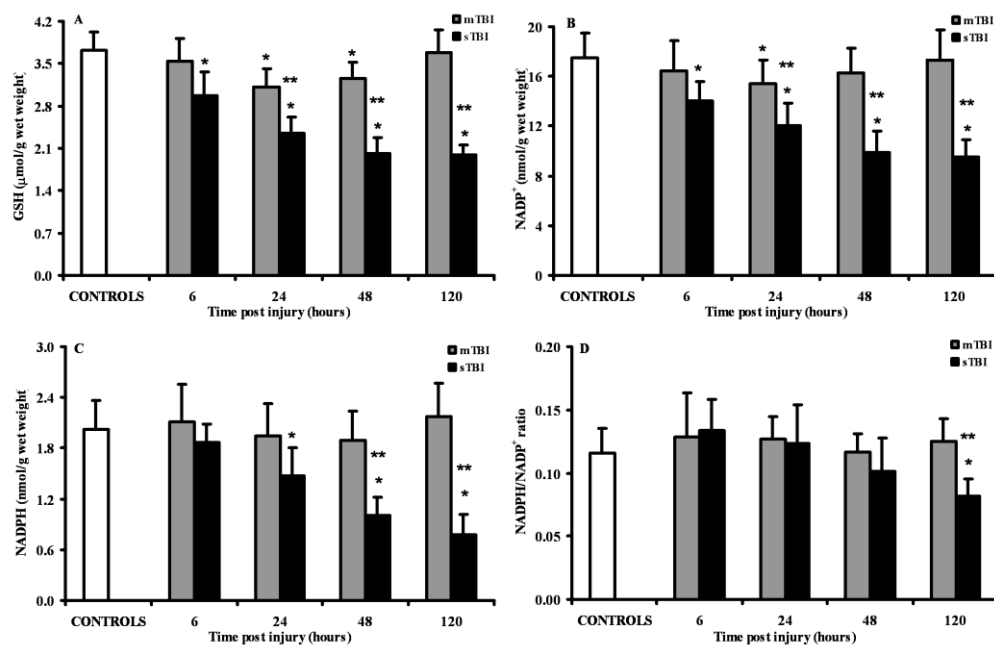 A
mTBI
sTBI
GSH (μmol/g wet weight)
4.2
3.5
2.8
2.1
1.4
0.7
0.0
* * ** * * ** * ** *
CONTROLS 6 24 48 120
Time post injury (hours)
B
mTBI
sTBI
NADP+ (nmol/g wet weight)
20
16
12
8
4
0
* * ** * ** * ** *
CONTROLS 6 24 48 120
Time post injury (hours)
C
mTBI
sTBI
NADPH (nmol/g wet weight)
3.0
2.4
1.8
1.2
0.6
0.0
* ** * ** *
CONTROLS 6 24 48 120
Time post injury (hours)
D
mTBI
sTBI
NADPH/NADP+ ratio
0.20
0.15
0.10
0.05
0.00
** *
CONTROLS 6 24 48 120
Time post injury (hours)